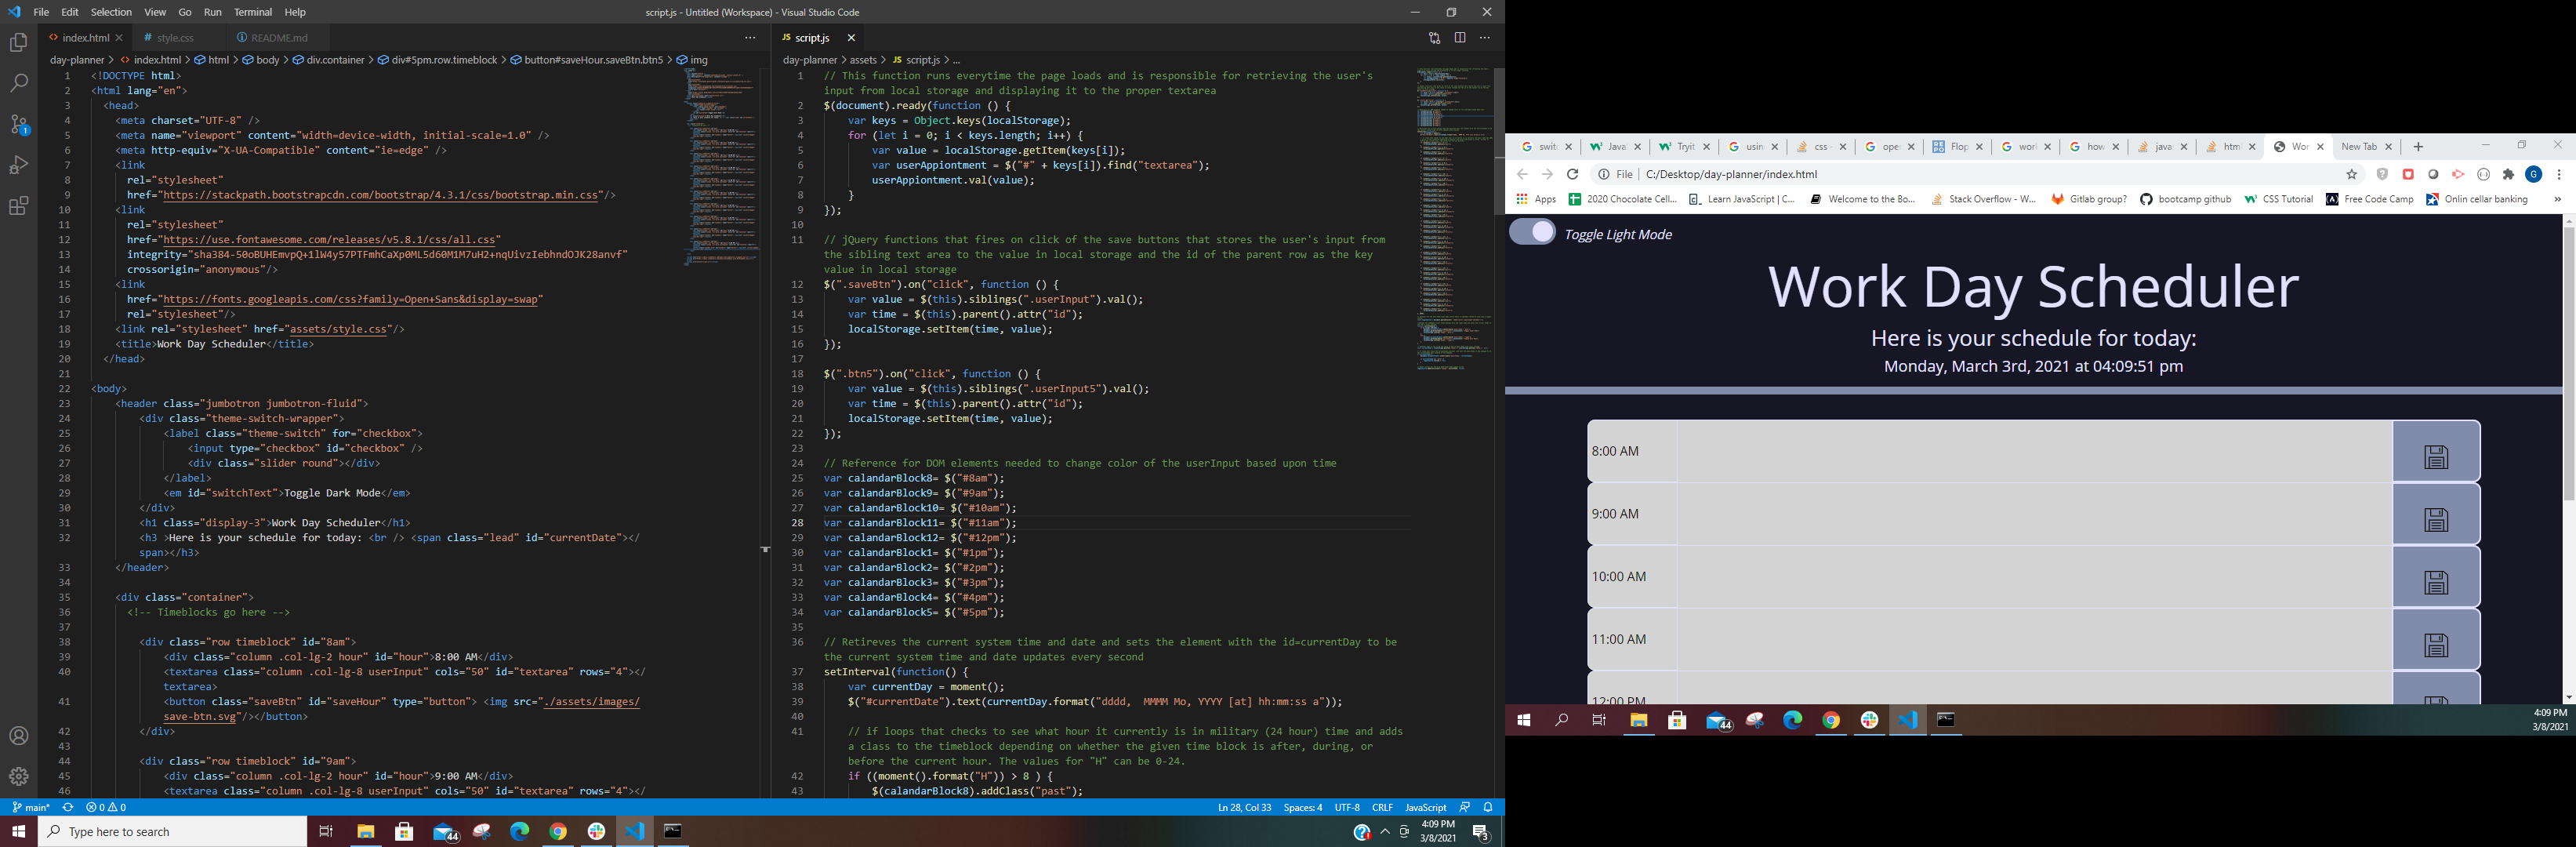 File Edit Selection View Go Run Terminal Help
script.js - Untitled (Workspace) - Visual Studio Code
index.html
style.css
README.md
day-planner > index.html > html > body > div.container > div#5pm.row.timeblock > button#saveHour.saveBtn.btn5 > img
1 <!DOCTYPE html>
2 <html lang="en">
3 <head>
4 <meta charset="UTF-8" />
5 <meta name="viewport" content="width=device-width, initial-scale=1.0" />
6 <meta http-equiv="X-UA-Compatible" content="ie=edge" />
7 <link
8 rel="stylesheet"
9 href="https://stackpath.bootstrapcdn.com/bootstrap/4.3.1/css/bootstrap.min.css"/>
10 <link
11 rel="stylesheet"
12 href="https://use.fontawesome.com/releases/v5.8.1/css/all.css"
13 integrity="sha384-50oBUHEmvpQ+1lW4y57PTFmhCaXp0ML5d60M1M7uH2+nqUivzIebhndOJK28anvf"
14 crossorigin="anonymous"/>
15 <link
16 href="https://fonts.googleapis.com/css?family=Open+Sans&display=swap"
17 rel="stylesheet"/>
18 <link rel="stylesheet" href="assets/style.css"/>
19 <title>Work Day Scheduler</title>
20 </head>
21
22 <body>
23 <header class="jumbotron jumbotron-fluid">
24 <div class="theme-switch-wrapper">
25 <label class="theme-switch" for="checkbox">
26 <input type="checkbox" id="checkbox" />
27 <div class="slider round"></div>
28 </label>
29 <em id="switchText">Toggle Dark Mode</em>
30 </div>
31 <h1 class="display-3">Work Day Scheduler</h1>
32 <h3 >Here is your schedule for today: <br /> <span class="lead" id="currentDate"></
span></h3>
33 </header>
34
35 <div class="container">
36 <!-- Timeblocks go here -->
37
38 <div class="row timeblock" id="8am">
39 <div class="column .col-lg-2 hour" id="hour">8:00 AM</div>
40 <textarea class="column .col-lg-8 userInput" cols="50" id="textarea" rows="4"></
textarea>
41 <button class="saveBtn" id="saveHour" type="button"> <img src="./assets/images/
save-btn.svg"/></button>
42 </div>
43
44 <div class="row timeblock" id="9am">
45 <div class="column .col-lg-2 hour" id="hour">9:00 AM</div>
46 <textarea class="column .col-lg-8 userInput" cols="50" id="textarea" rows="4"></
script.js
day-planner > assets > JS script.js > ...
1 // This function runs everytime the page loads and is responsible for retrieving the user's
input from local storage and displaying it to the proper textarea
2 $(document).ready(function () {
3 var keys = Object.keys(localStorage);
4 for (let i = 0; i < keys.length; i++) {
5 var value = localStorage.getItem(keys[i]);
6 var userAppiontment = $("#" + keys[i]).find("textarea");
7 userAppiontment.val(value);
8 }
9 });
10
11 // jQuery functions that fires on click of the save buttons that stores the user's input from
the sibling text area to the value in local storage and the id of the parent row as the key
value in local storage
12 $(".saveBtn").on("click", function () {
13 var value = $(this).siblings(".userInput").val();
14 var time = $(this).parent().attr("id");
15 localStorage.setItem(time, value);
16 });
17
18 $(".btn5").on("click", function () {
19 var value = $(this).siblings(".userInput5").val();
20 var time = $(this).parent().attr("id");
21 localStorage.setItem(time, value);
22 });
23
24 // Reference for DOM elements needed to change color of the userInput based upon time
25 var calandarBlock8= $("#8am");
26 var calandarBlock9= $("#9am");
27 var calandarBlock10= $("#10am");
28 var calandarBlock11= $("#11am");
29 var calandarBlock12= $("#12pm");
30 var calandarBlock1= $("#1pm");
31 var calandarBlock2= $("#2pm");
32 var calandarBlock3= $("#3pm");
33 var calandarBlock4= $("#4pm");
34 var calandarBlock5= $("#5pm");
35
36 // Retireves the current system time and date and sets the element with the id=currentDay to be
the current system time and date updates every second
37 setInterval(function() {
38 var currentDay = moment();
39 $("#currentDate").text(currentDay.format("dddd, MMMM Mo, YYYY [at] hh:mm:ss a"));
40
41 // if loops that checks to see what hour it currently is in military (24 hour) time and adds
a class to the timeblock depending on whether the given time block is after, during, or
before the current hour. The values for "H" can be 0-24.
42 if ((moment().format("H")) > 8 ) {
43 $(calandarBlock8).addClass("past");
main* 0 0
Ln 28, Col 33 Spaces: 4 UTF-8 CRLF JavaScript
Type here to search
44
4:09 PM
3/8/2021
3
swit Java Tryit usin css - ope Flop wor how java htm Wor New Tab
File | C:/Desktop/day-planner/index.html
G
Apps 2020 Chocolate Cell... Learn JavaScript | C... Welcome to the Bo... Stack Overflow - W... Gitlab group? bootcamp github CSS Tutorial Free Code Camp Onlin cellar banking
Toggle Light Mode
Work Day Scheduler
Here is your schedule for today:
Monday, March 3rd, 2021 at 04:09:51 pm
8:00 AM
9:00 AM
10:00 AM
11:00 AM
12:00 PM
44
4:09 PM
3/8/2021